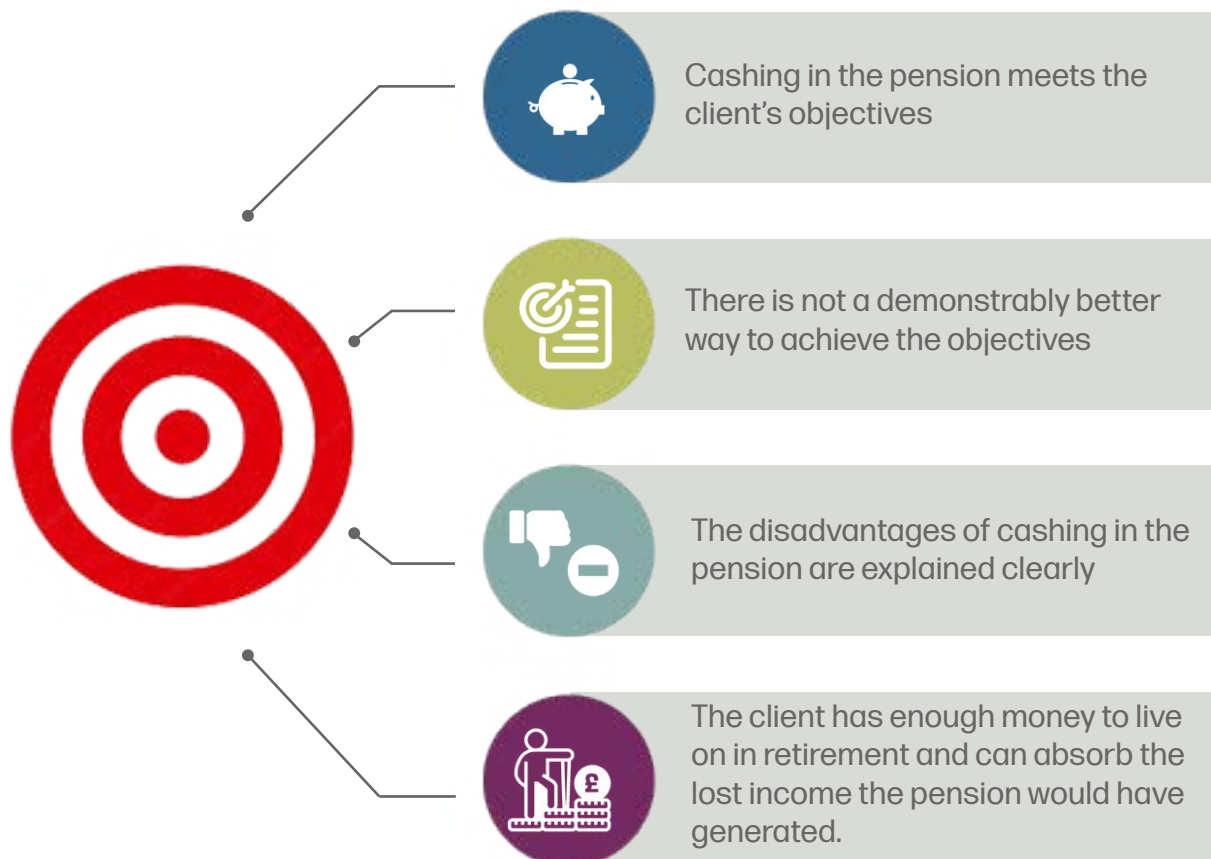 Cashing in the pension meets the
client’s objectives
There is not a demonstrably better
way to achieve the objectives
The disadvantages of cashing in the
pension are explained clearly
£
The client has enough money to live
on in retirement and can absorb the
lost income the pension would have
generated.